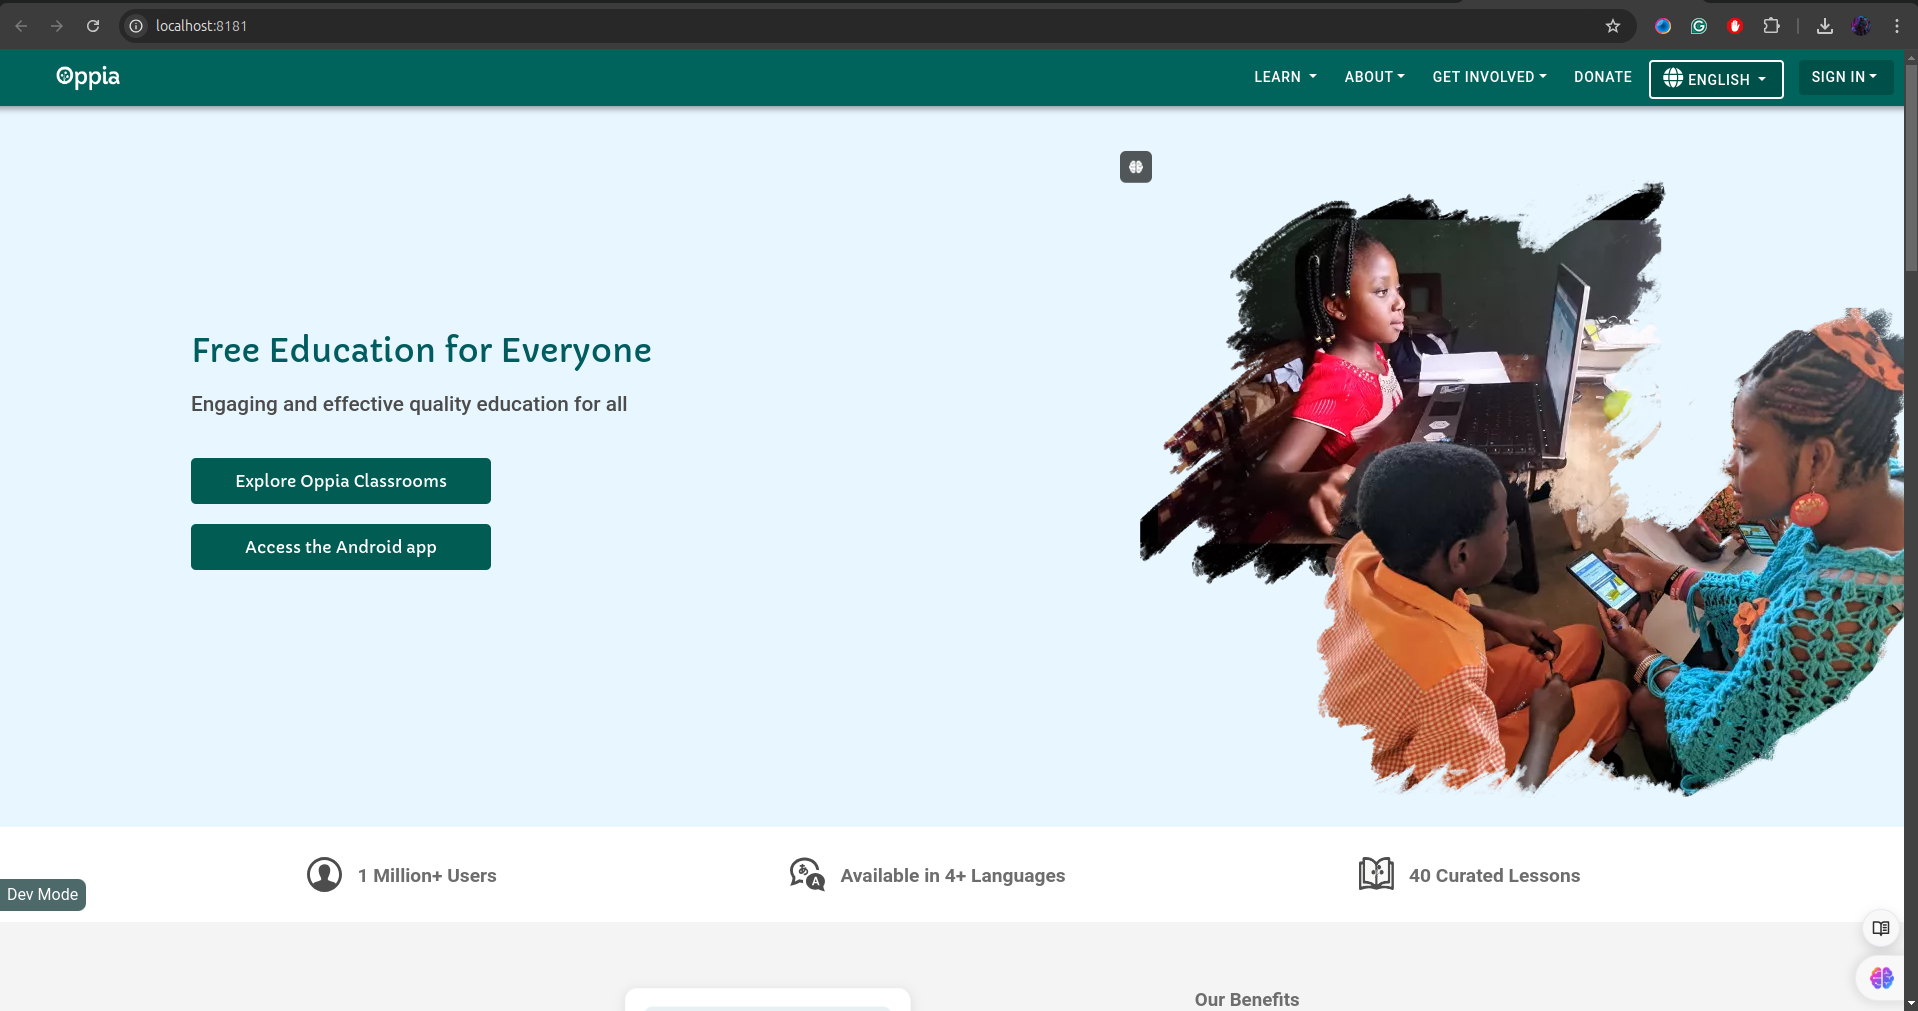 localhost:8181
Oppia
LEARN
ABOUT
GET INVOLVED
DONATE
ENGLISH
SIGN IN
Free Education for Everyone
Engaging and effective quality education for all
Explore Oppia Classrooms
Access the Android app
1 Million+ Users
Available in 4+ Languages
40 Curated Lessons
Dev Mode
Our Benefits